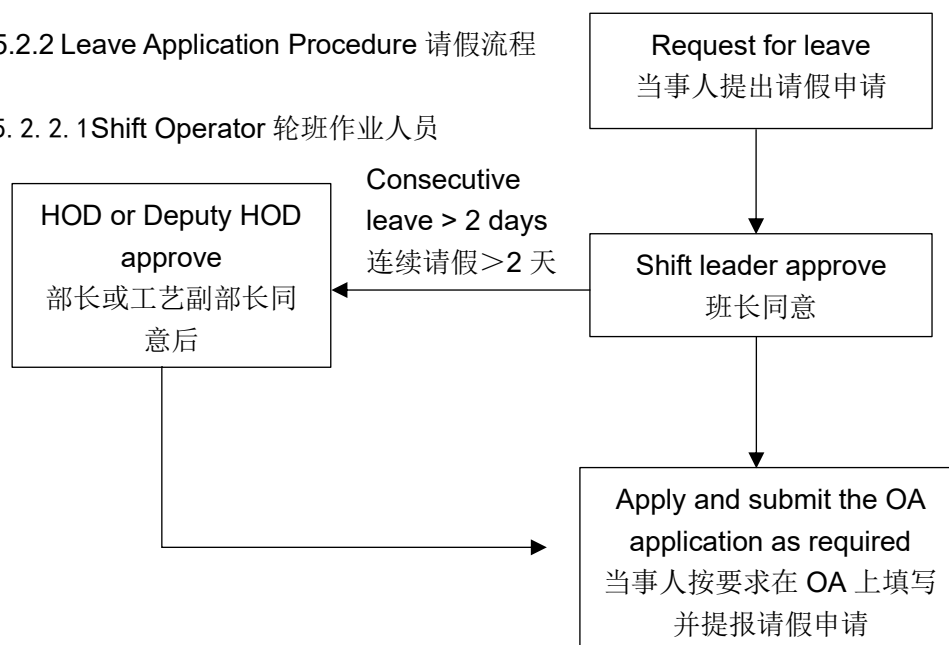 5.2.2 Leave Application Procedure 请假流程
Request for leave
当事人提出请假申请
5. 2. 2. 1Shift Operator 轮班作业人员
Consecutive
leave > 2 days
连续请假＞2 天
HOD or Deputy HOD
approve
部长或工艺副部长同
意后
Shift leader approve
班长同意
Apply and submit the OA
application as required
当事人按要求在 OA 上填写
并提报请假申请